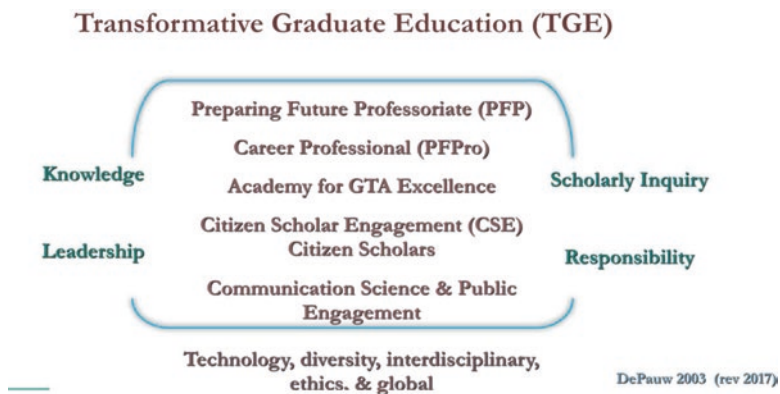 Transformative Graduate Education (TGE)
Preparing Future Professoriate (PFP)
Career Professional (PFPro)
Knowledge
Academy for GTA Excellence
Scholarly Inquiry
Citizen Scholar Engagement (CSE)
Citizen Scholars
Leadership
Responsibility
Communication Science & Public
Engagement
Technology, diversity, interdisciplinary,
ethics. & global
DePauw 2003 (rev 2017)